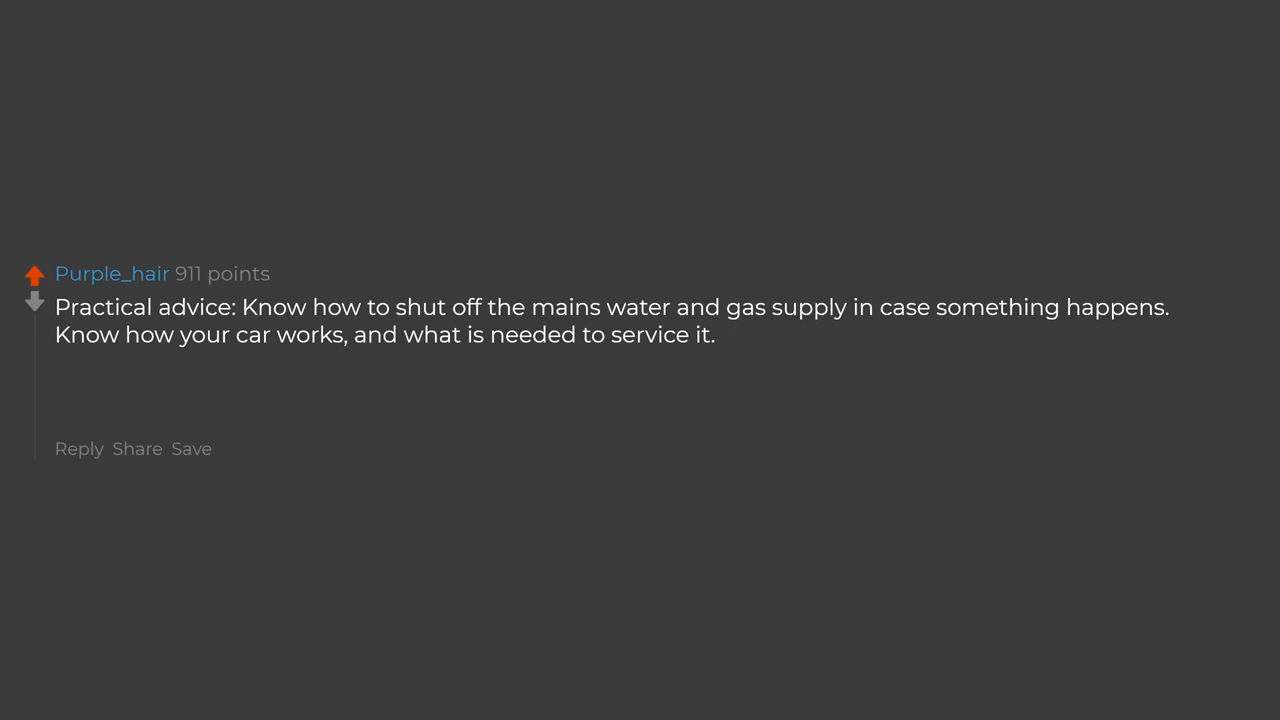 Purple_hair 911 points
Practical advice: Know how to shut off the mains water and gas supply in case something happens.
Know how your car works, and what is needed to service it.
Reply Share Save